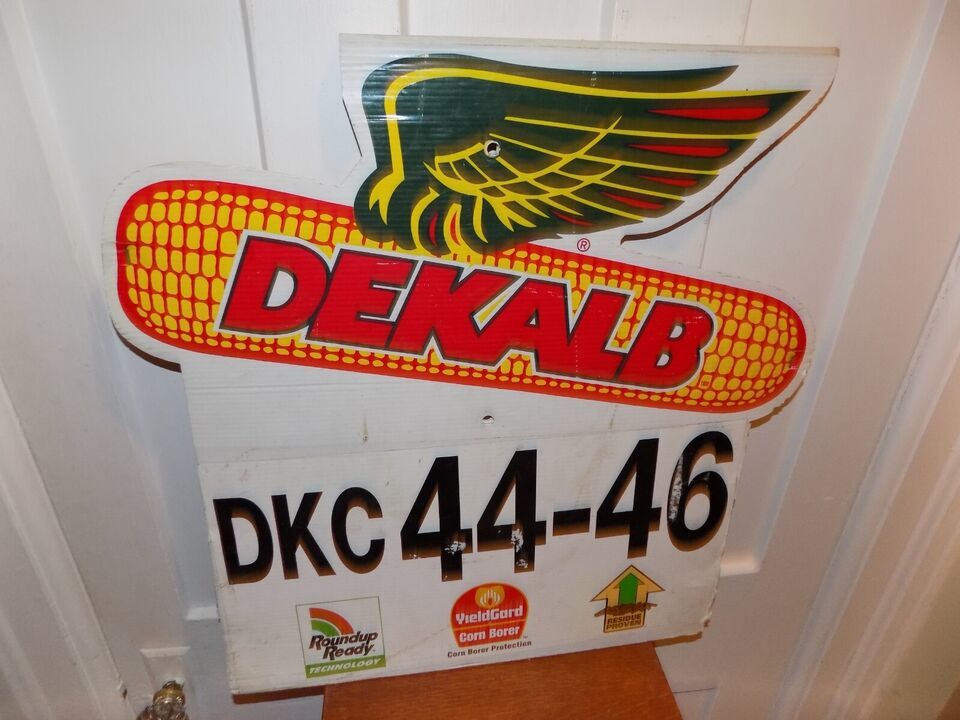 ®
DEKALB
DKC 44-46
Roundup
Ready
TECHNOLOGY
YieldGard
Corn Borer
Corn Borer Protection
RESIDUE
PROVEN